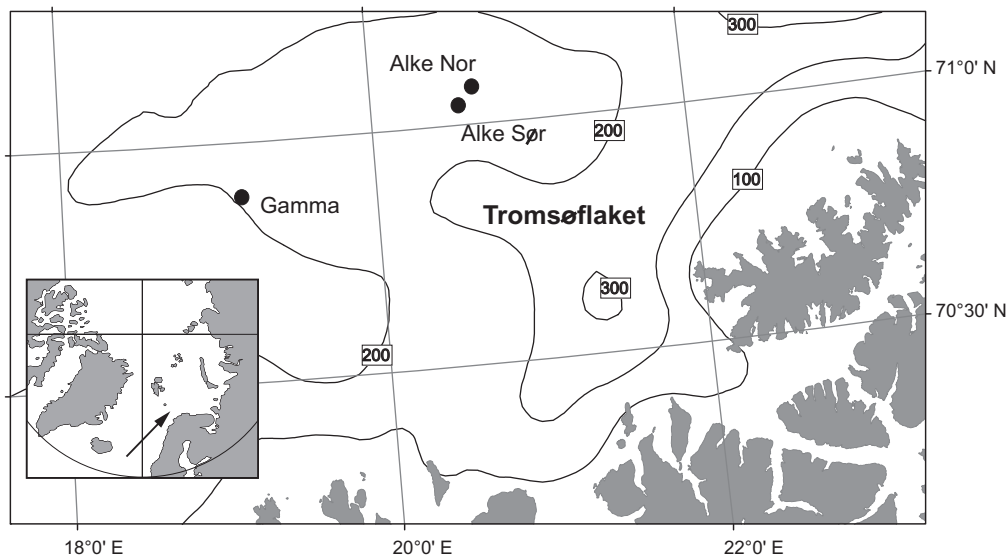 300
Alke Nor
71°0' N
Alke Sør
200
100
Gamma
Tromsøflaket
300
70°30' N
200
18°0' E
20°0' E
22°0' E